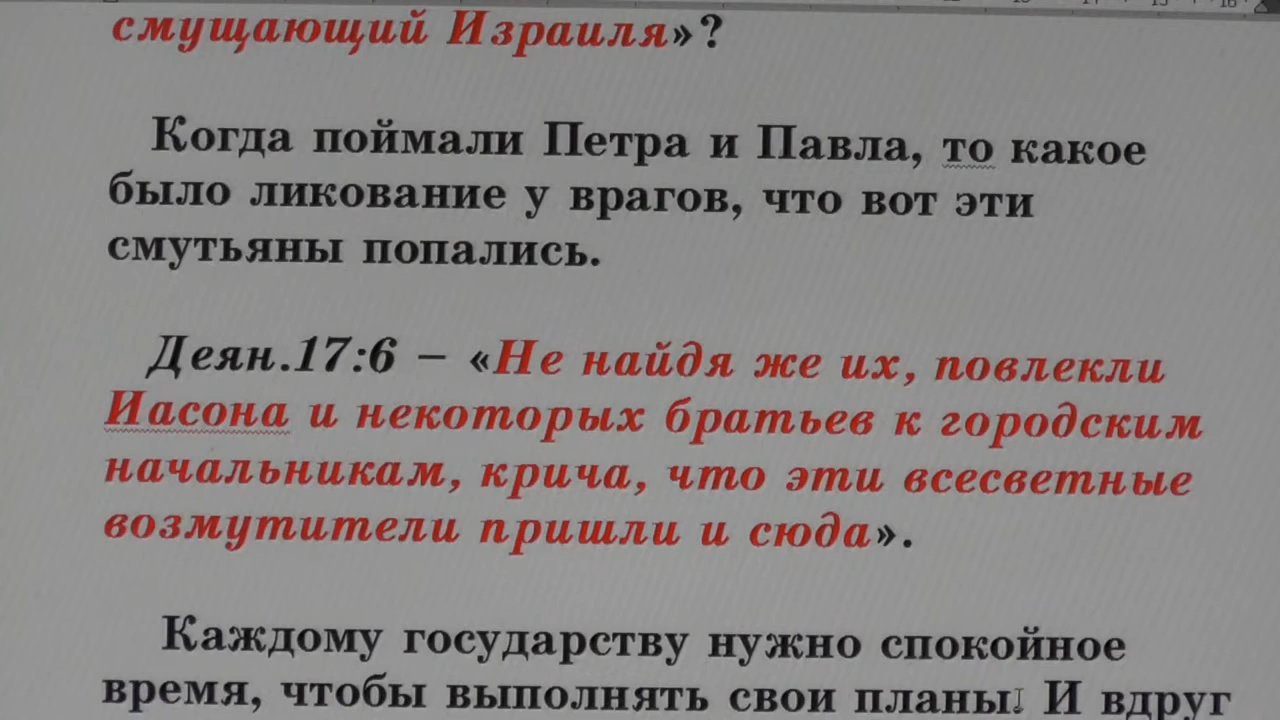 смущающий Израиля»?
Когда поймали Петра и Павла, то какое
было ликование у врагов, что вот эти
смутьяны попались.
Деян.17:6 – «Не найдя же их, повлекли
Иасона и некоторых братьев к городским
начальникам, крича, что эти всесветные
возмутители пришли и сюда».
Каждому государству нужно спокойное
время, чтобы выполнять свои планы. И вдруг